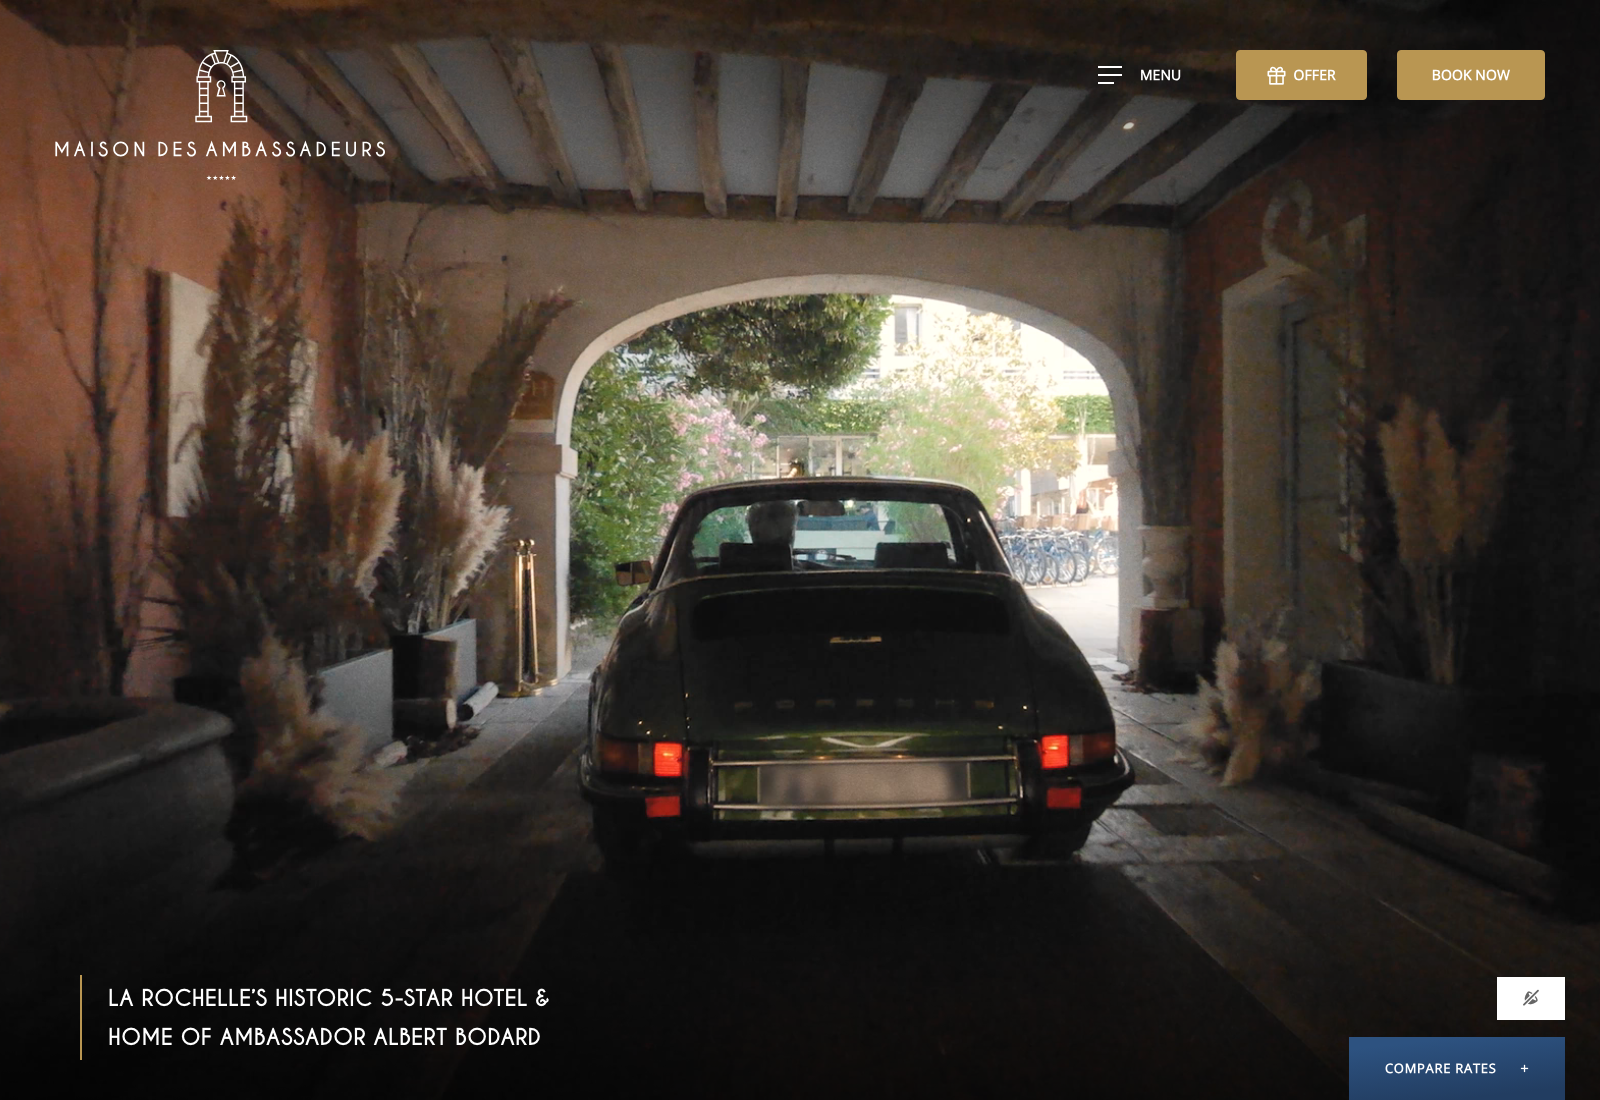 MENU
OFFER
BOOK NOW
MAISON DES AMBASSADEURS
★★★★★
PORSCHE
LA ROCHELLE'S HISTORIC 5-STAR HOTEL &
HOME OF AMBASSADOR ALBERT BODARD
COMPARE RATES +